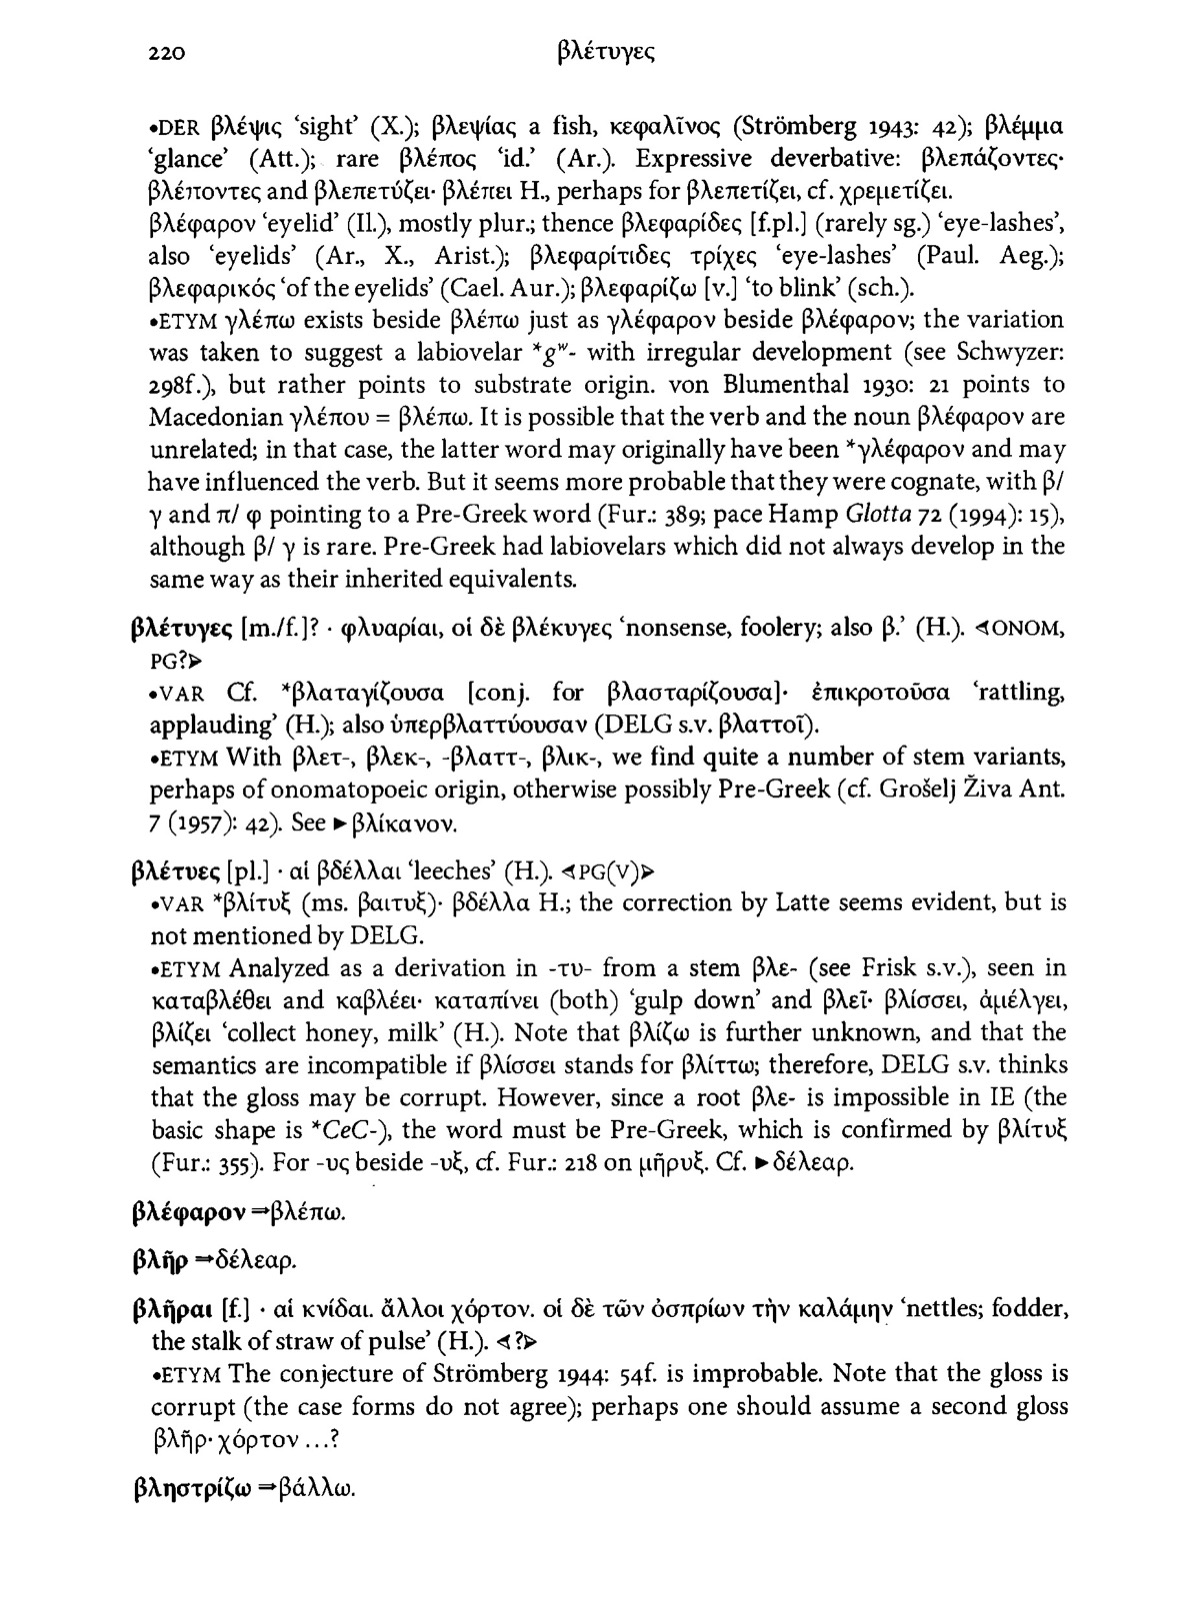 220
βλέτυγες
•DER βλέψις ‘sight’ (X.); βλεψίας a fish, κεφαλῖνος (Strömberg 1943: 42); βλέμμα
‘glance’ (Att.); rare βλέπος ‘id.’ (Ar.). Expressive deverbative: βλεπάζοντες·
βλέποντες and βλεπετύζει· βλέπει H., perhaps for βλεπετίζει, cf. χρεμετίζει.
βλέφαρον ‘eyelid’ (Il.), mostly plur.; thence βλεφαρίδες [f.pl.] (rarely sg.) ‘eye-lashes’,
also ‘eyelids’ (Ar., X., Arist.); βλεφαρίτιδες τρίχες ‘eye-lashes’ (Paul. Aeg.);
βλεφαρικός ‘of the eyelids’ (Cael. Aur.); βλεφαρίζω [v.] ‘to blink’ (sch.).
•ETYM γλέπω exists beside βλέπω just as γλέφαρον beside βλέφαρον; the variation
was taken to suggest a labiovelar *gʷ- with irregular development (see Schwyzer:
298f.), but rather points to substrate origin. von Blumenthal 1930: 21 points to
Macedonian γλέπου = βλέπω. It is possible that the verb and the noun βλέφαρον are
unrelated; in that case, the latter word may originally have been *γλέφαρον and may
have influenced the verb. But it seems more probable that they were cognate, with β/
γ and π/ φ pointing to a Pre-Greek word (Fur.: 389; pace Hamp Glotta 72 (1994): 15),
although β/ γ is rare. Pre-Greek had labiovelars which did not always develop in the
same way as their inherited equivalents.
βλέτυγες [m./f.]? · φλυαρίαι, οἱ δὲ βλέκυγες ‘nonsense, foolery; also β.’ (H.). ⊲ONOM,
PG?⊳
•VAR Cf. *βλαταγίζουσα [conj. for βλασταρίζουσα]· ἐπικροτοῦσα ‘rattling,
applauding’ (H.); also ὑπερβλαττύουσαν (DELG s.v. βλαττοῖ).
•ETYM With βλετ-, βλεκ-, -βλαττ-, βλικ-, we find quite a number of stem variants,
perhaps of onomatopoeic origin, otherwise possibly Pre-Greek (cf. Grošelj Živa Ant.
7 (1957): 42). See ►βλίκανον.
βλέτυες [pl.] · αἱ βδέλλαι ‘leeches’ (H.). ⊲PG(V)⊳
•VAR *βλίτυξ (ms. βαιτυξ)· βδέλλα H.; the correction by Latte seems evident, but is
not mentioned by DELG.
•ETYM Analyzed as a derivation in -τυ- from a stem βλε- (see Frisk s.v.), seen in
καταβλέθει and καβλέει· καταπίνει (both) ‘gulp down’ and βλεῖ· βλίσσει, ἀμέλγει,
βλίζει ‘collect honey, milk’ (H.). Note that βλίζω is further unknown, and that the
semantics are incompatible if βλίσσει stands for βλίττω; therefore, DELG s.v. thinks
that the gloss may be corrupt. However, since a root βλε- is impossible in IE (the
basic shape is *CeC-), the word must be Pre-Greek, which is confirmed by βλίτυξ
(Fur.: 355). For -υς beside -υξ, cf. Fur.: 218 on μῆρυξ. Cf. ►δέλεαρ.
βλέφαρον ⇒βλέπω.
βλῆρ ⇒δέλεαρ.
βλῆραι [f.] · αἱ κνίδαι. ἄλλοι χόρτον. οἱ δὲ τῶν ὀσπρίων τὴν καλάμην ‘nettles; fodder,
the stalk of straw of pulse’ (H.). ⊲?⊳
•ETYM The conjecture of Strömberg 1944: 54f. is improbable. Note that the gloss is
corrupt (the case forms do not agree); perhaps one should assume a second gloss
βλῆρ· χόρτον ...?
βληστρίζω ⇒βάλλω.